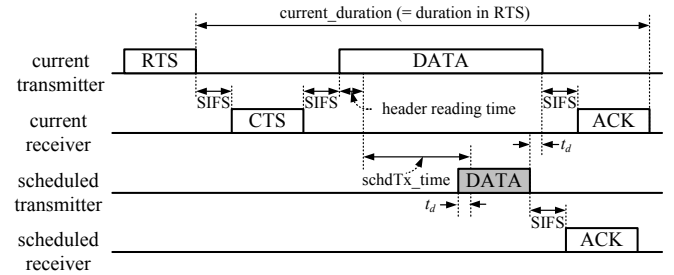 current_duration (= duration in RTS)
current transmitter
RTS
DATA
SIFS
SIFS
header reading time
SIFS
current receiver
CTS
ACK
t_d
schdTx_time
scheduled transmitter
DATA
t_d
SIFS
scheduled receiver
ACK